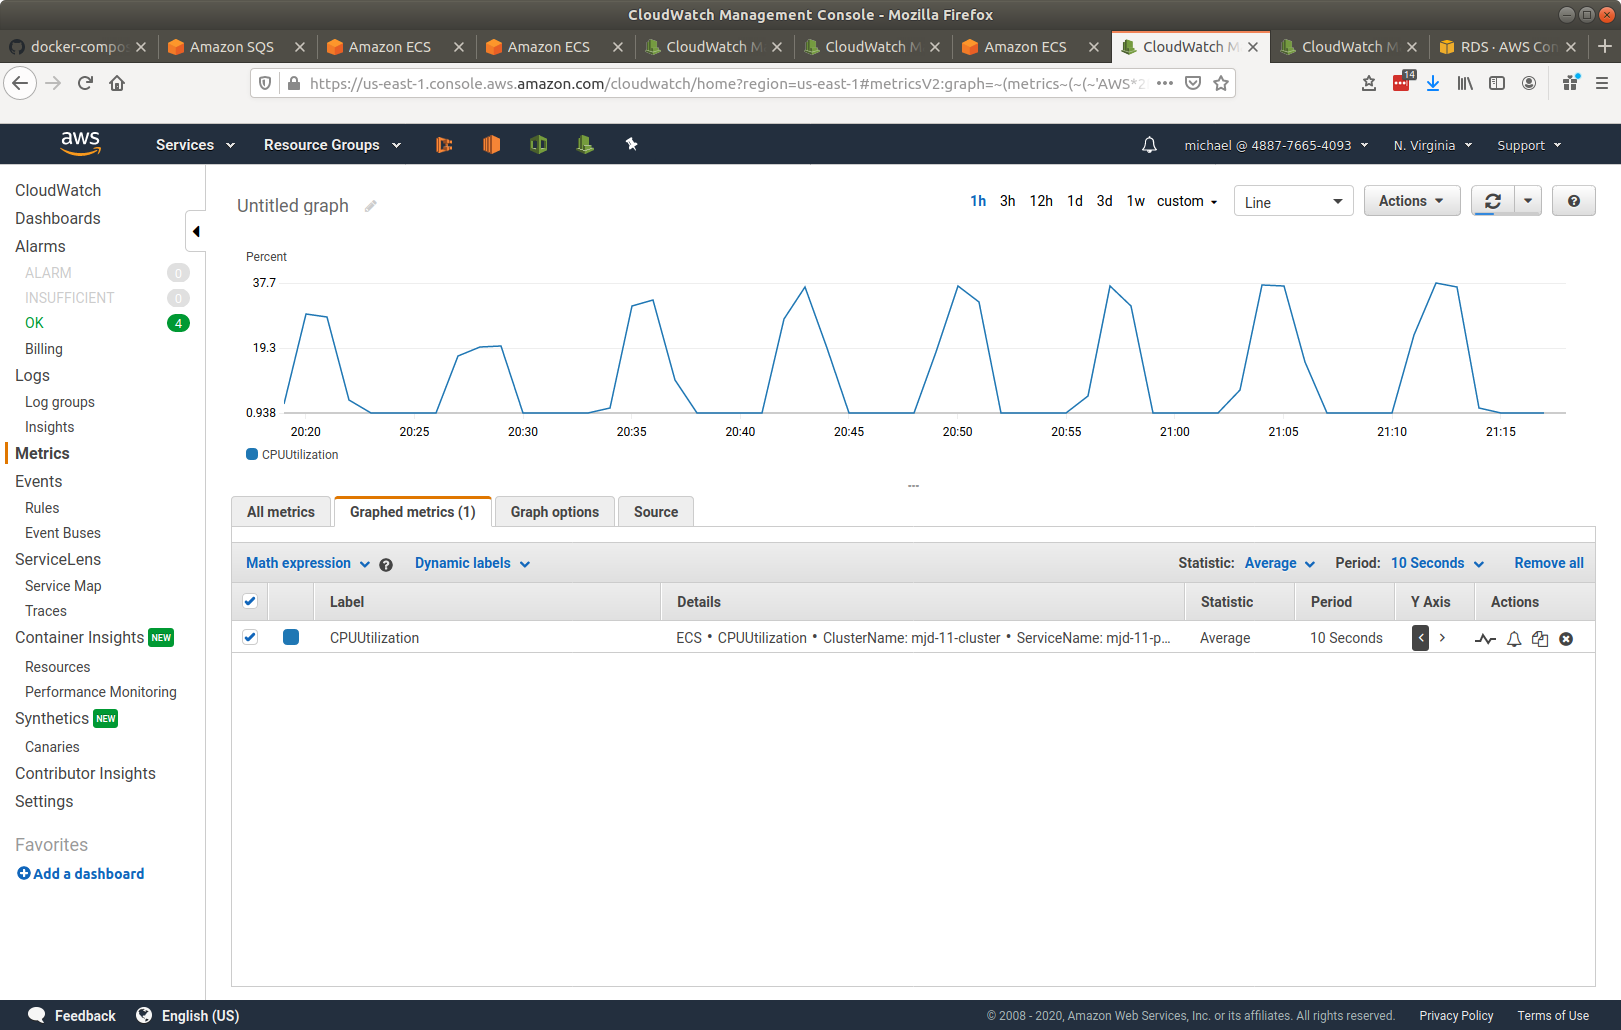 CloudWatch Management Console - Mozilla Firefox
docker-compos
Amazon SQS
Amazon ECS
Amazon ECS
CloudWatch M
CloudWatch M
Amazon ECS
CloudWatch M
CloudWatch M
RDS · AWS Con
https://us-east-1.console.aws.amazon.com/cloudwatch/home?region=us-east-1#metricsV2:graph=~(metrics~(~(~'AWS*2
14
aws
Services
Resource Groups
michael @ 4887-7665-4093
N. Virginia
Support
CloudWatch
Dashboards
Alarms
ALARM 0
INSUFFICIENT 0
OK 4
Billing
Logs
Log groups
Insights
Metrics
Events
Rules
Event Buses
ServiceLens
Service Map
Traces
Container Insights NEW
Resources
Performance Monitoring
Synthetics NEW
Canaries
Contributor Insights
Settings
Favorites
Add a dashboard
Untitled graph
1h 3h 12h 1d 3d 1w custom
Line
Actions
Percent
37.7
19.3
0.938
20:20 20:25 20:30 20:35 20:40 20:45 20:50 20:55 21:00 21:05 21:10 21:15
CPUUtilization
All metrics
Graphed metrics (1)
Graph options
Source
Math expression
Dynamic labels
Statistic: Average
Period: 10 Seconds
Remove all
Label Details Statistic Period Y Axis Actions
CPUUtilization ECS • CPUUtilization • ClusterName: mjd-11-cluster • ServiceName: mjd-11-p... Average 10 Seconds
Feedback
English (US)
© 2008 - 2020, Amazon Web Services, Inc. or its affiliates. All rights reserved.
Privacy Policy
Terms of Use